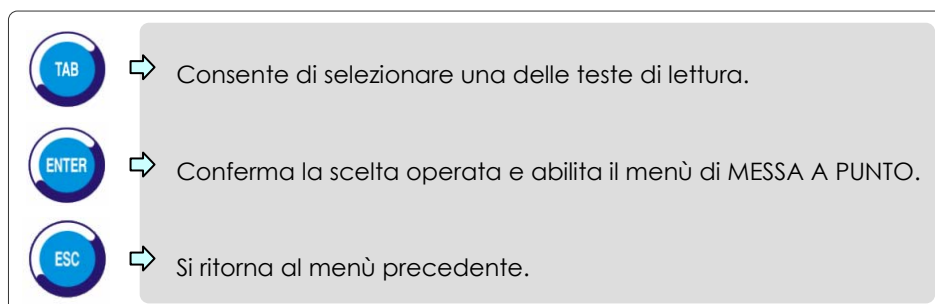 TAB
Consente di selezionare una delle teste di lettura.
ENTER
Conferma la scelta operata e abilita il menù di MESSA A PUNTO.
ESC
Si ritorna al menù precedente.